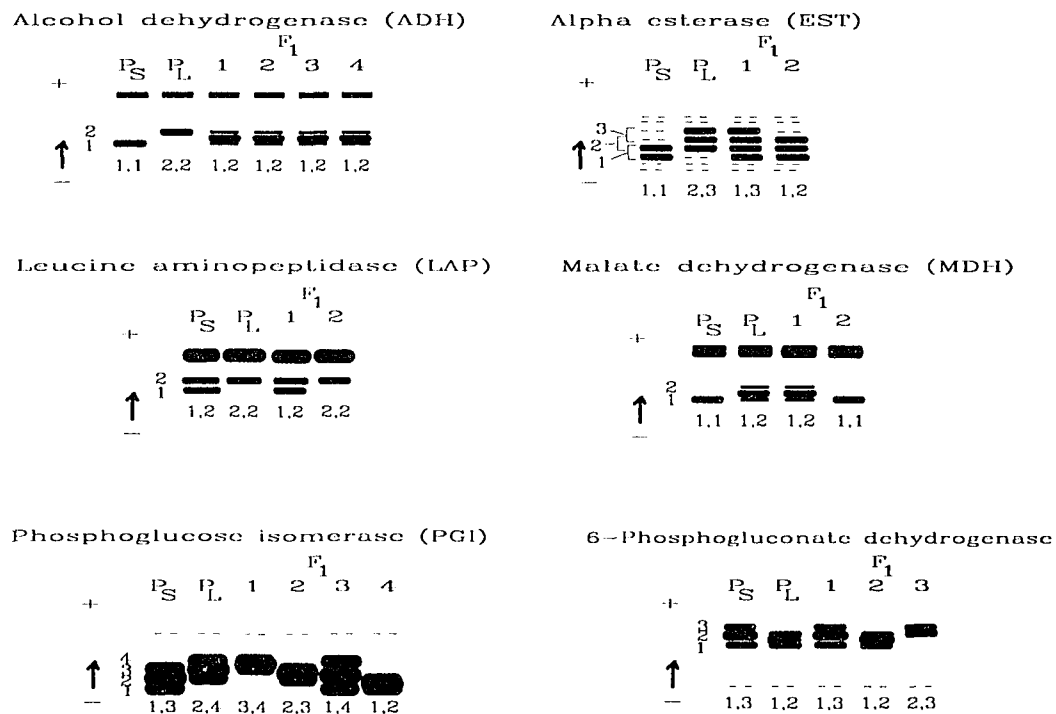 Alcohol dehydrogenase (ADH)
F1
PS PL 1 2 3 4
+
2
1
1,1 2,2 1,2 1,2 1,2 1,2
—
Alpha esterase (EST)
F1
PS PL 1 2
+
3
2
1
—
1,1 2,3 1,3 1,2
Leucine aminopeptidase (LAP)
F1
PS PL 1 2
+
2
1
1,2 2,2 1,2 2,2
—
Malate dehydrogenase (MDH)
F1
PS PL 1 2
+
2
1
1,1 1,2 1,2 1,1
—
Phosphoglucose isomerase (PGI)
F1
PS PL 1 2 3 4
+
4
3
2
1
—
1,3 2,4 3,4 2,3 1,4 1,2
6-Phosphogluconate dehydrogenase
F1
PS PL 1 2 3
+
3
2
1
—
1,3 1,2 1,3 1,2 2,3